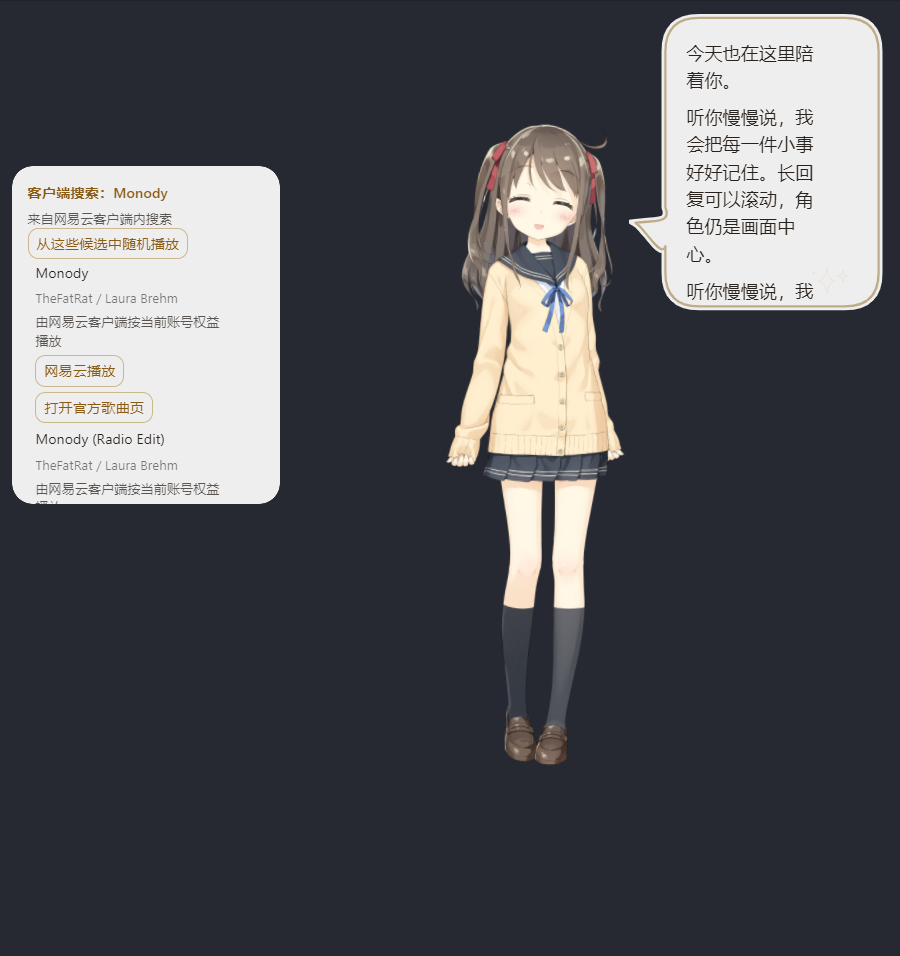 客户端搜索：Monody
来自网易云客户端内搜索
从这些候选中随机播放
Monody
TheFatRat / Laura Brehm
由网易云客户端按当前账号权益
播放
网易云播放
打开官方歌曲页
Monody (Radio Edit)
TheFatRat / Laura Brehm
由网易云客户端按当前账号权益
今天也在这里陪
着你。
听你慢慢说，我
会把每一件小事
好好记住。长回
复可以滚动，角
色仍是画面中
心。
听你慢慢说，我